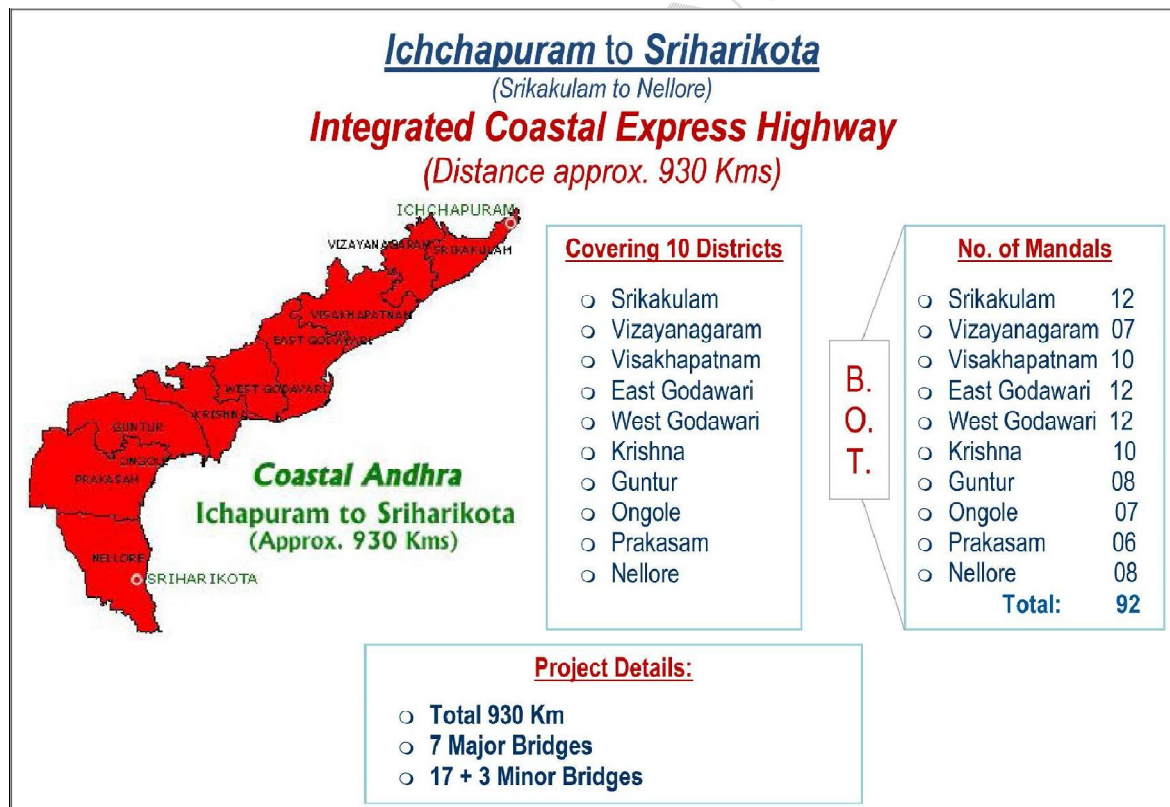 Ichchapuram to Sriharikota
(Srikakulam to Nellore)
Integrated Coastal Express Highway
(Distance approx. 930 Kms)
ICHCHAPURAM
VIZAYANAGARAM
SRIKAKULAM
VISAKHAPATNAM
EAST GODAWARI
WEST GODAWARI
KRISHNA
GUNTUR
ONGOLE
PRAKASAM
NELLORE
SRIHARIKOTA
Coastal Andhra
Ichapuram to Sriharikota
(Approx. 930 Kms)
Covering 10 Districts
Srikakulam
Vizayanagaram
Visakhapatnam
East Godawari
West Godawari
Krishna
Guntur
Ongole
Prakasam
Nellore
B.
O.
T.
No. of Mandals
Srikakulam 12
Vizayanagaram 07
Visakhapatnam 10
East Godawari 12
West Godawari 12
Krishna 10
Guntur 08
Ongole 07
Prakasam 06
Nellore 08
Total: 92
Project Details:
Total 930 Km
7 Major Bridges
17 + 3 Minor Bridges